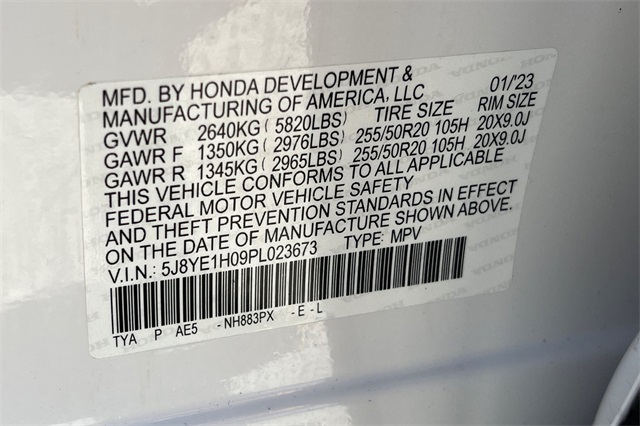 MFD. BY HONDA DEVELOPMENT & 01/'23
MANUFACTURING OF AMERICA, LLC TIRE SIZE RIM SIZE
GVWR 2640KG ( 5820LBS)
GAWR F 1350KG ( 2976LBS) 255/50R20 105H 20X9.0J
GAWR R 1345KG ( 2965LBS) 255/50R20 105H 20X9.0J
THIS VEHICLE CONFORMS TO ALL APPLICABLE
FEDERAL MOTOR VEHICLE SAFETY
AND THEFT PREVENTION STANDARDS IN EFFECT
ON THE DATE OF MANUFACTURE SHOWN ABOVE.
V.I.N.: 5J8YE1H09PL023673 TYPE: MPV
TYA P AE5 - NH883PX - E - L